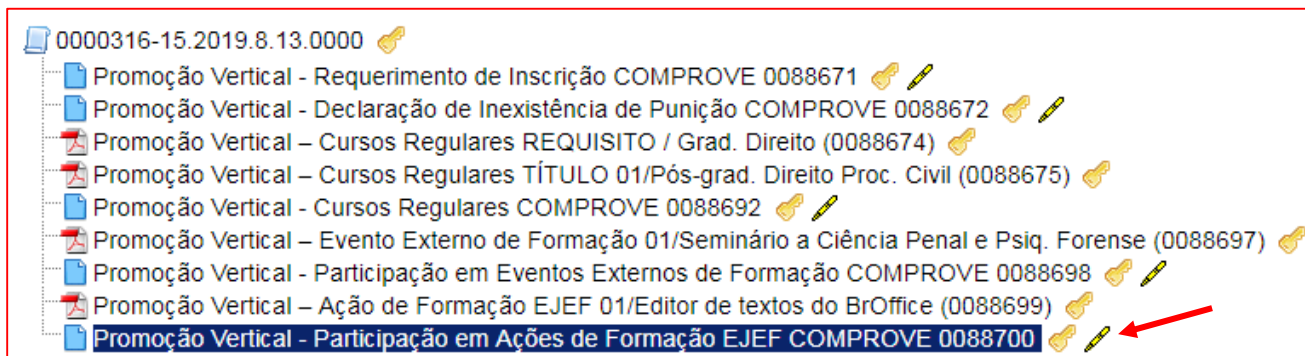 0000316-15.2019.8.13.0000
Promoção Vertical - Requerimento de Inscrição COMPROVE 0088671
Promoção Vertical - Declaração de Inexistência de Punição COMPROVE 0088672
Promoção Vertical – Cursos Regulares REQUISITO / Grad. Direito (0088674)
Promoção Vertical – Cursos Regulares TÍTULO 01/Pós-grad. Direito Proc. Civil (0088675)
Promoção Vertical - Cursos Regulares COMPROVE 0088692
Promoção Vertical – Evento Externo de Formação 01/Seminário a Ciência Penal e Psiq. Forense (0088697)
Promoção Vertical - Participação em Eventos Externos de Formação COMPROVE 0088698
Promoção Vertical – Ação de Formação EJEF 01/Editor de textos do BrOffice (0088699)
Promoção Vertical - Participação em Ações de Formação EJEF COMPROVE 0088700